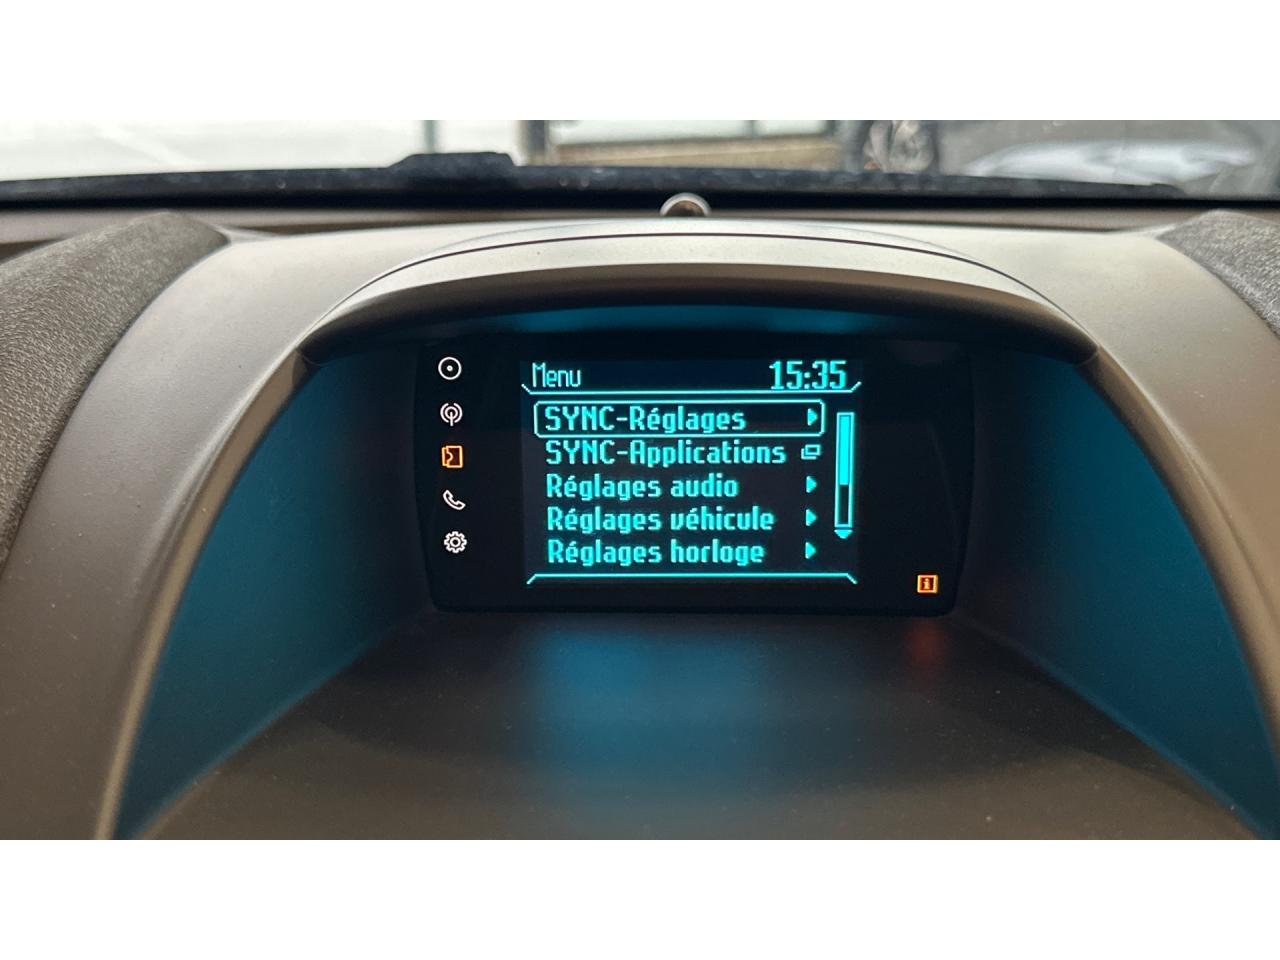 Menu 15:35
SYNC-Réglages
SYNC-Applications
Réglages audio
Réglages véhicule
Réglages horloge